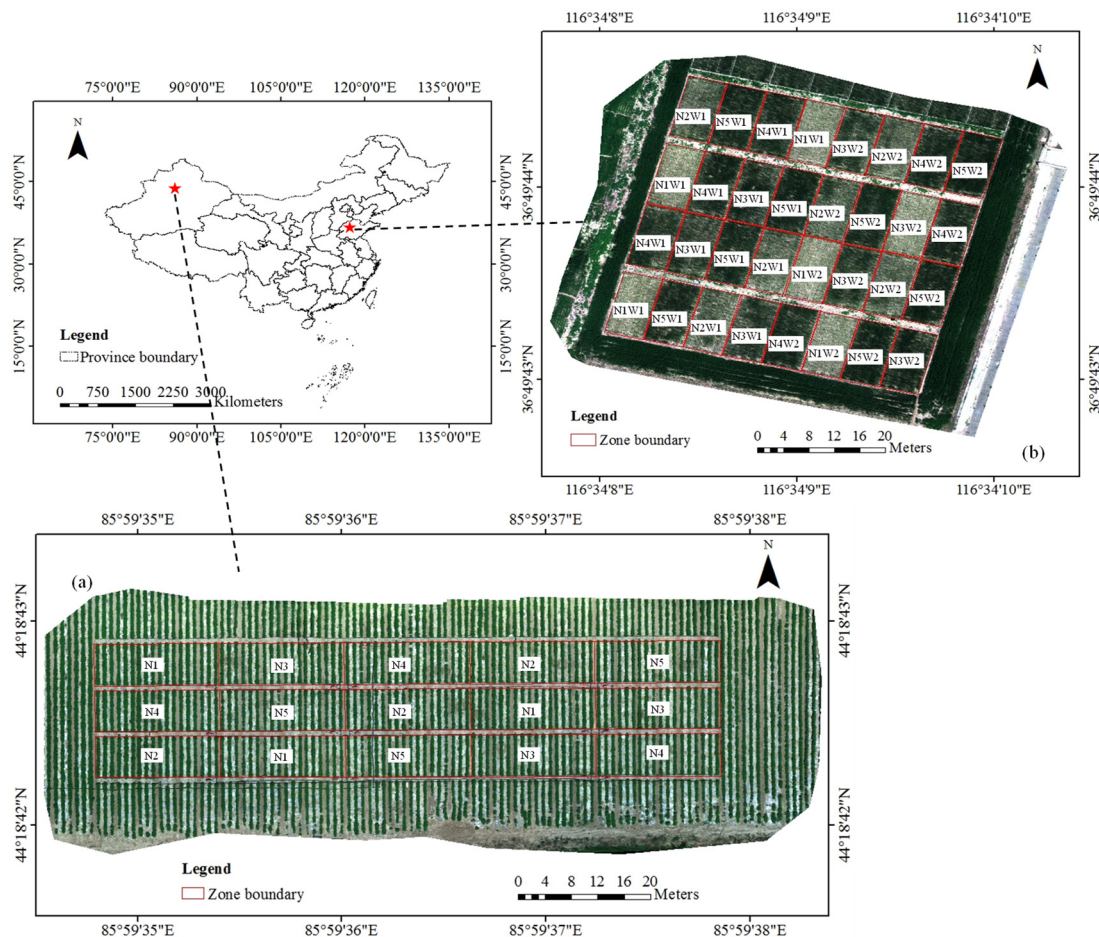 75°0'0"E 90°0'0"E 105°0'0"E 120°0'0"E 135°0'0"E
N
45°0'0"N
30°0'0"N
15°0'0"N
45°0'0"N
30°0'0"N
15°0'0"N
Legend
Province boundary
0 750 1500 2250 3000
Kilometers
75°0'0"E 90°0'0"E 105°0'0"E 120°0'0"E 135°0'0"E
116°34'8"E 116°34'9"E 116°34'10"E
N
36°49'44"N
36°49'43"N
36°49'44"N
36°49'43"N
N2W1 N5W1 N4W1 N1W1 N3W2 N2W2 N4W2 N5W2
N1W1 N4W1 N3W1 N5W1 N2W2 N5W2 N3W2 N4W2
N4W1 N3W1 N5W1 N2W1 N1W2 N3W2 N2W2 N5W2
N1W1 N5W1 N2W1 N3W1 N4W2 N1W2 N5W2 N3W2
Legend
Zone boundary
0 4 8 12 16 20
Meters
(b)
116°34'8"E 116°34'9"E 116°34'10"E
85°59'35"E 85°59'36"E 85°59'37"E 85°59'38"E
(a)
N
44°18'43"N
44°18'42"N
44°18'43"N
44°18'42"N
N1 N3 N4 N2 N5
N4 N5 N2 N1 N3
N2 N1 N5 N3 N4
Legend
Zone boundary
0 4 8 12 16 20
Meters
85°59'35"E 85°59'36"E 85°59'37"E 85°59'38"E